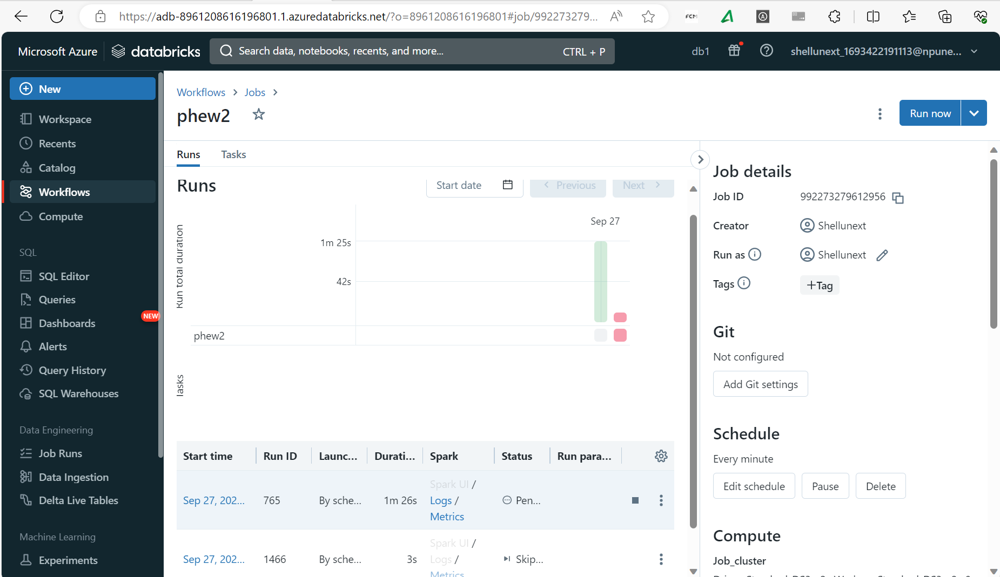 https://adb-8961208616196801.1.azuredatabricks.net/?o=8961208616196801#job/992273279...
FCM
Microsoft Azure
databricks
Search data, notebooks, recents, and more...
CTRL + P
db1
shellunext_1693422191113@npune...
New
Workspace
Recents
Catalog
Workflows
Compute
SQL
SQL Editor
Queries
NEW
Dashboards
Alerts
Query History
SQL Warehouses
Data Engineering
Job Runs
Data Ingestion
Delta Live Tables
Machine Learning
Experiments
Workflows > Jobs >
phew2
Run now
Runs Tasks
Runs
Start date
Previous
Next
Run total duration
Sep 27
1m 25s
42s
phew2
Tasks
Start time Run ID Launc... Durati... Spark Status Run para...
Sep 27, 202... 765 By sche... 1m 26s Spark UI / Logs / Metrics Pen...
Sep 27, 202... 1466 By sche... 3s Spark UI / Logs / Metrics Skip...
Job details
Job ID 992273279612956
Creator Shellunext
Run as Shellunext
Tags +Tag
Git
Not configured
Add Git settings
Schedule
Every minute
Edit schedule Pause Delete
Compute
Job_cluster